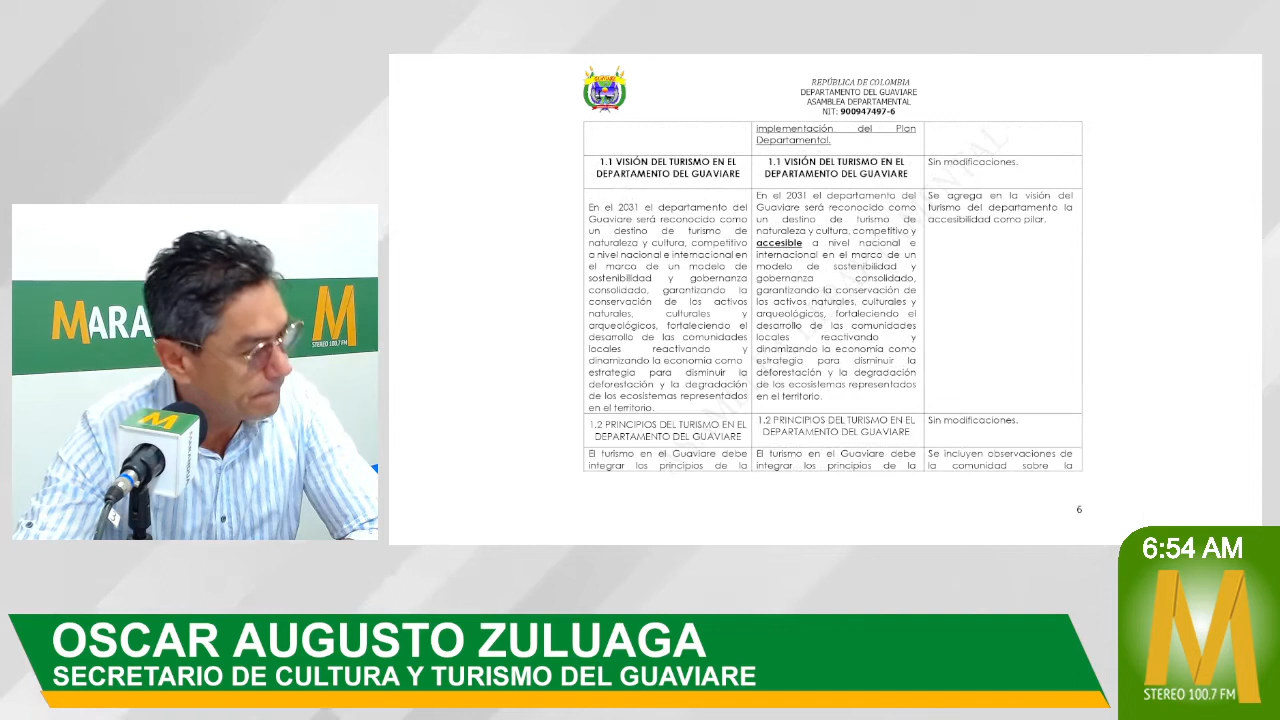 REPÚBLICA DE COLOMBIA
DEPARTAMENTO DEL GUAVIARE
ASAMBLEA DEPARTAMENTAL
NIT: 900947497-6
implementación del Plan
Departamental.
1.1 VISIÓN DEL TURISMO EN EL
DEPARTAMENTO DEL GUAVIARE
1.1 VISIÓN DEL TURISMO EN EL
DEPARTAMENTO DEL GUAVIARE
Sin modificaciones.
En el 2031 el departamento del
Guaviare será reconocido como
un destino de turismo de
naturaleza y cultura, competitivo
a nivel nacional e internacional en
el marco de un modelo de
sostenibilidad y gobernanza
consolidado, garantizando la
conservación de los activos
naturales, culturales y
arqueológicos, fortaleciendo el
desarrollo de las comunidades
locales reactivando y
dinamizando la economía como
estrategia para disminuir la
deforestación y la degradación
de los ecosistemas representados
en el territorio.
En el 2031 el departamento del
Guaviare será reconocido como
un destino de turismo de
naturaleza y cultura, competitivo y
accesible a nivel nacional e
internacional en el marco de un
modelo de sostenibilidad y
gobernanza consolidado,
garantizando la conservación de
los activos naturales, culturales y
arqueológicos, fortaleciendo el
desarrollo de las comunidades
locales reactivando y
dinamizando la economía como
estrategia para disminuir la
deforestación y la degradación
de los ecosistemas representados
en el territorio.
Se agrega en la visión del
turismo del departamento la
accesibilidad como pilar.
1.2 PRINCIPIOS DEL TURISMO EN EL
DEPARTAMENTO DEL GUAVIARE
1.2 PRINCIPIOS DEL TURISMO EN EL
DEPARTAMENTO DEL GUAVIARE
Sin modificaciones.
El turismo en el Guaviare debe
integrar los principios de la
El turismo en el Guaviare debe
integrar los principios de la
Se incluyen observaciones de
la comunidad sobre la
6
MARA
M
STEREO 100.7 FM
M
6:54 AM
M
STEREO 100.7 FM
OSCAR AUGUSTO ZULUAGA
SECRETARIO DE CULTURA Y TURISMO DEL GUAVIARE